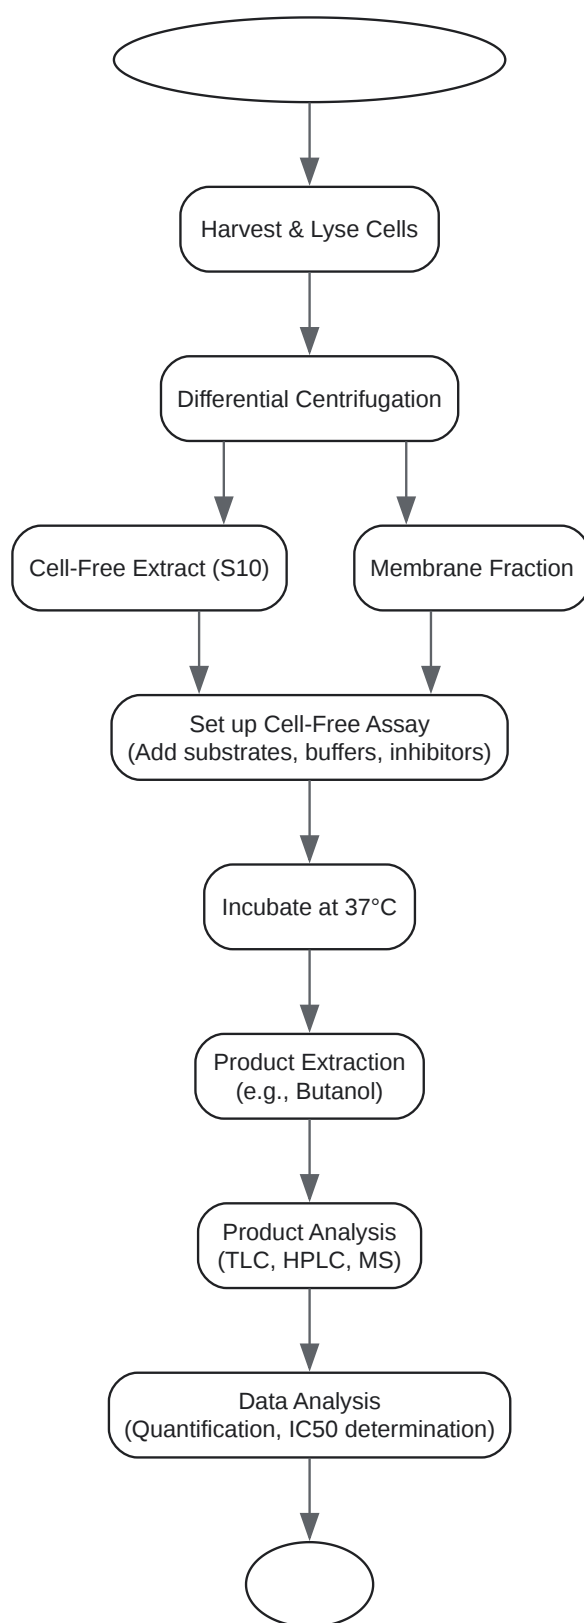 Harvest & Lyse Cells
Differential Centrifugation
Cell-Free Extract (S10)
Membrane Fraction
Set up Cell-Free Assay
(Add substrates, buffers, inhibitors)
Incubate at 37°C
Product Extraction
(e.g., Butanol)
Product Analysis
(TLC, HPLC, MS)
Data Analysis
(Quantification, IC50 determination)